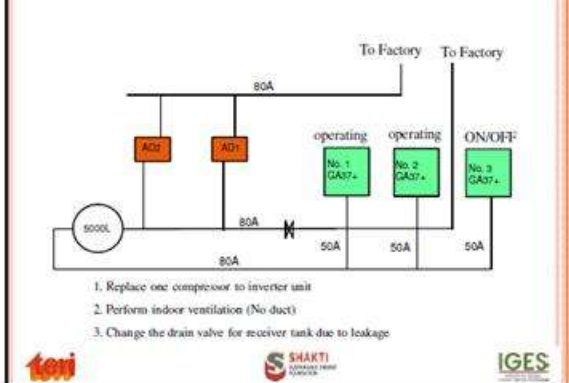 To Factory To Factory
80A
operating operating ON/OFF
AD2 AD1
No. 1 No. 2 No. 3
GA37+ GA37+ GA37+
5000L 80A
50A 50A 50A
80A
1. Replace one compressor to inverter unit
2. Perform indoor ventilation (No duct)
3. Change the drain valve for receiver tank due to leakage
teri SHAKTI IGES